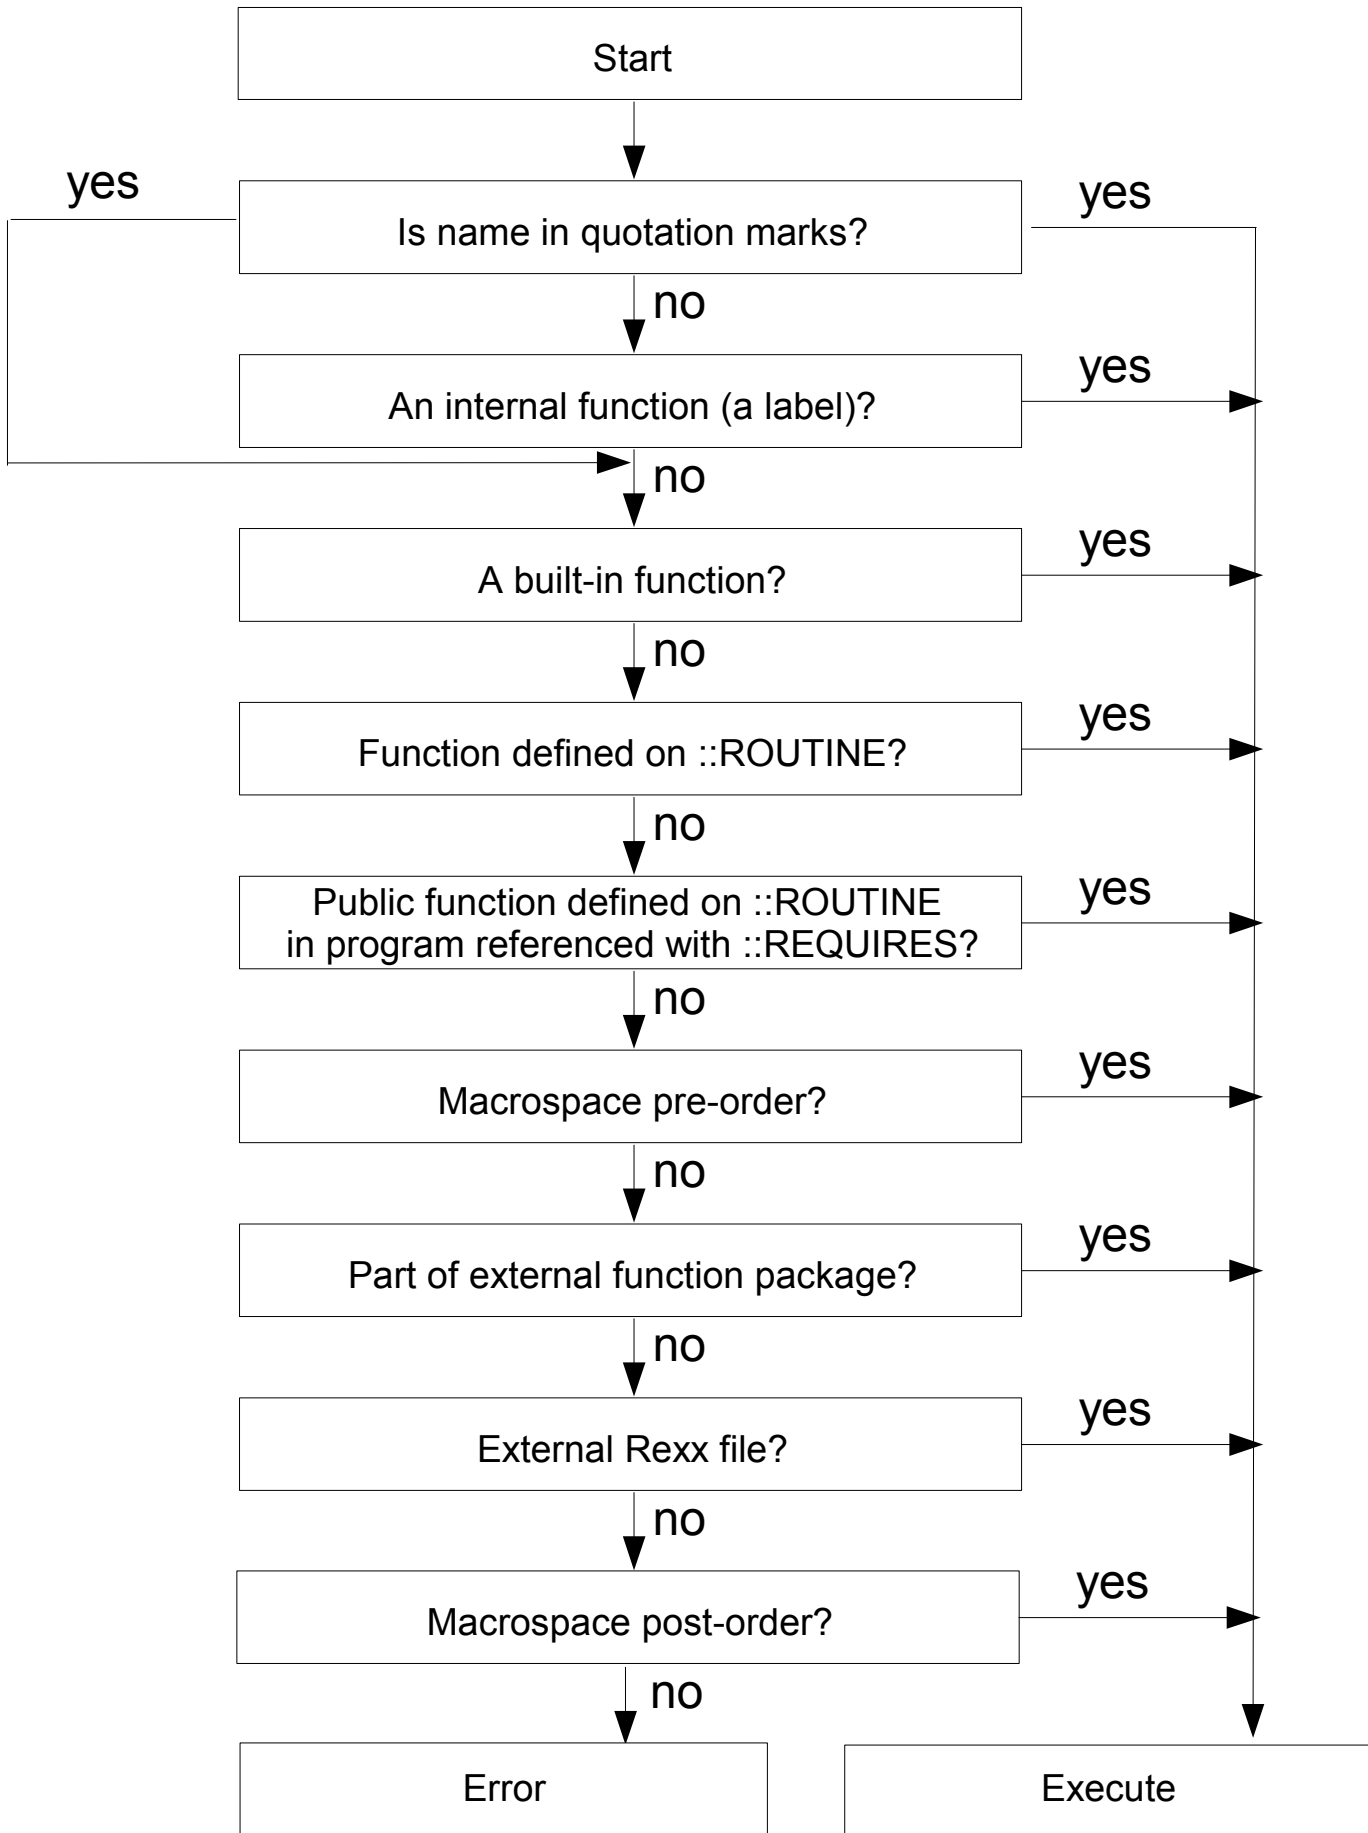 Start
yes
yes
Is name in quotation marks?
no
yes
An internal function (a label)?
no
yes
A built-in function?
no
yes
Function defined on ::ROUTINE?
no
yes
Public function defined on ::ROUTINE
in program referenced with ::REQUIRES?
no
yes
Macrospace pre-order?
no
yes
Part of external function package?
no
yes
External Rexx file?
no
yes
Macrospace post-order?
no
Error
Execute